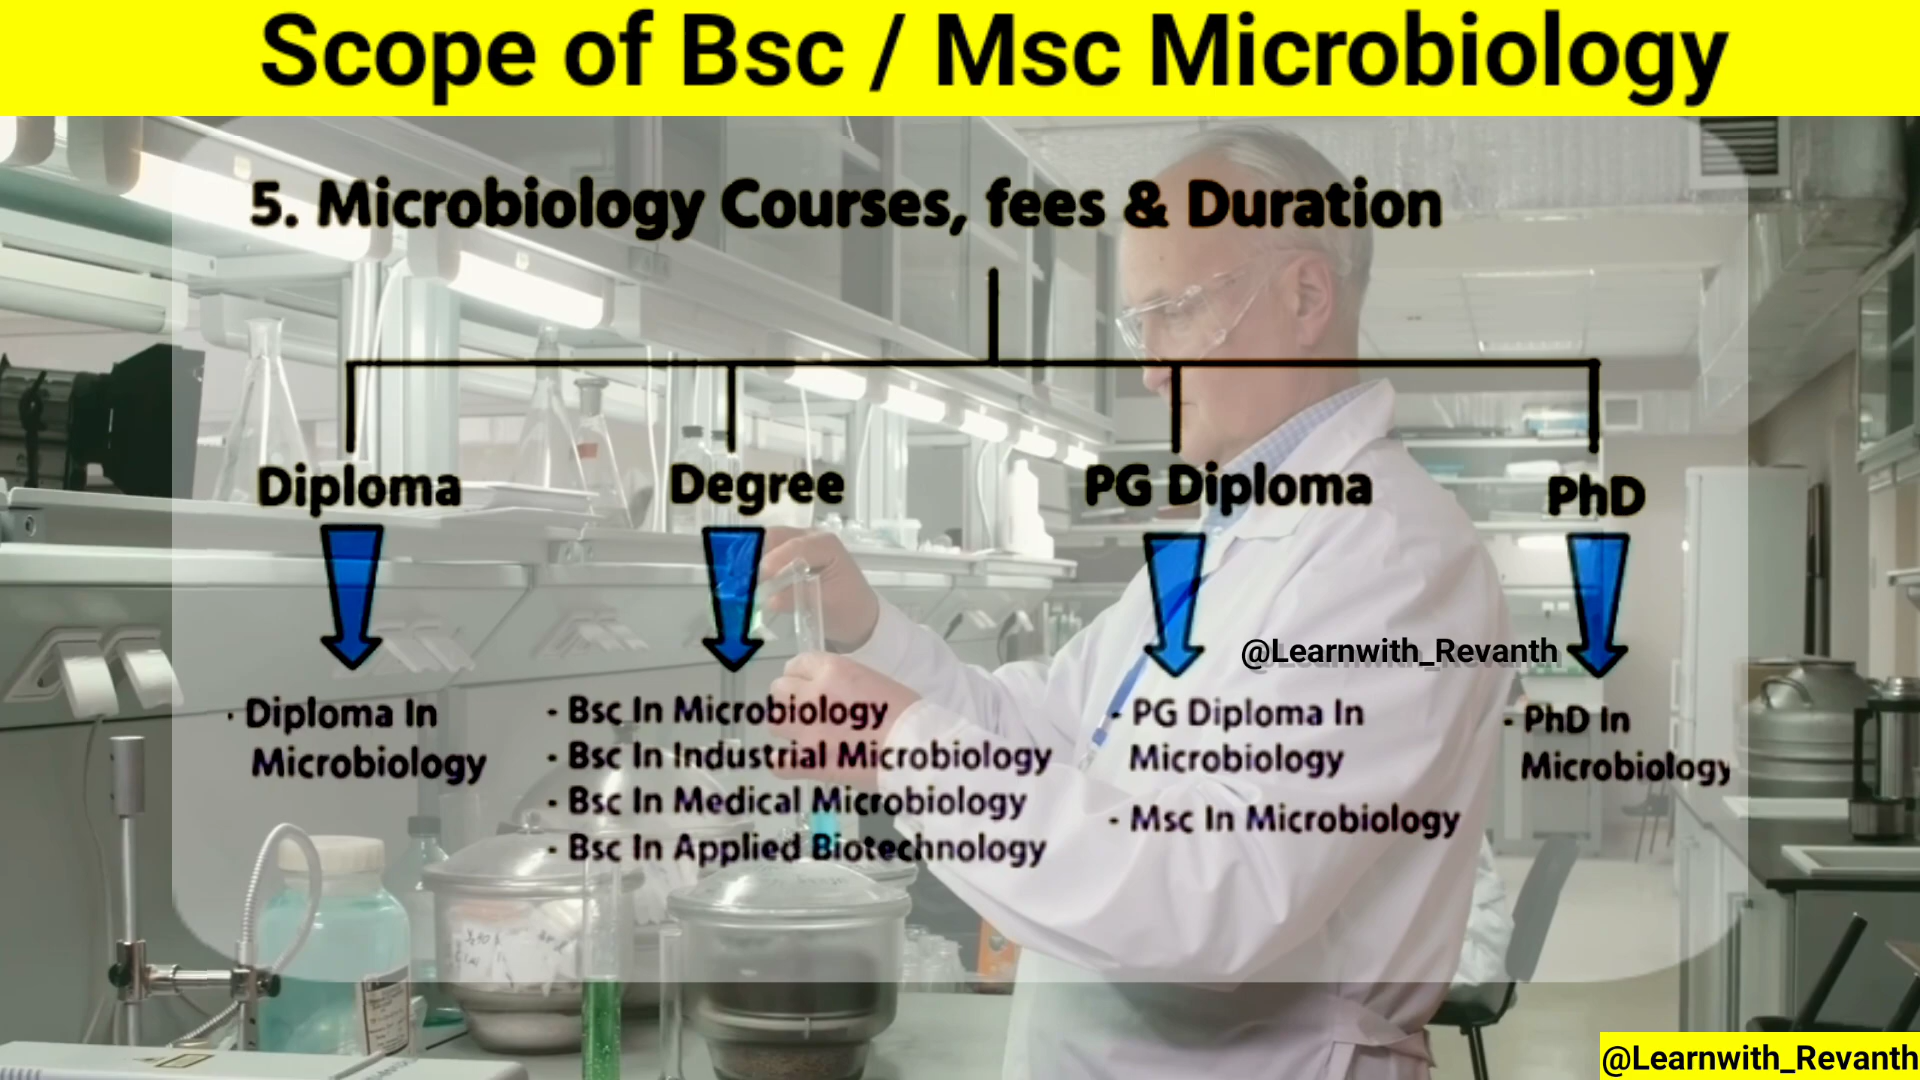 Scope of Bsc / Msc Microbiology
5. Microbiology Courses, fees & Duration
Diploma
Degree
PG Diploma
PhD
@Learnwith_Revanth
· Diploma In
Microbiology
- Bsc In Microbiology
- Bsc In Industrial Microbiology
- Bsc In Medical Microbiology
- Bsc In Applied Biotechnology
- PG Diploma In
Microbiology
- Msc In Microbiology
- PhD In
Microbiology
@Learnwith_Revanth